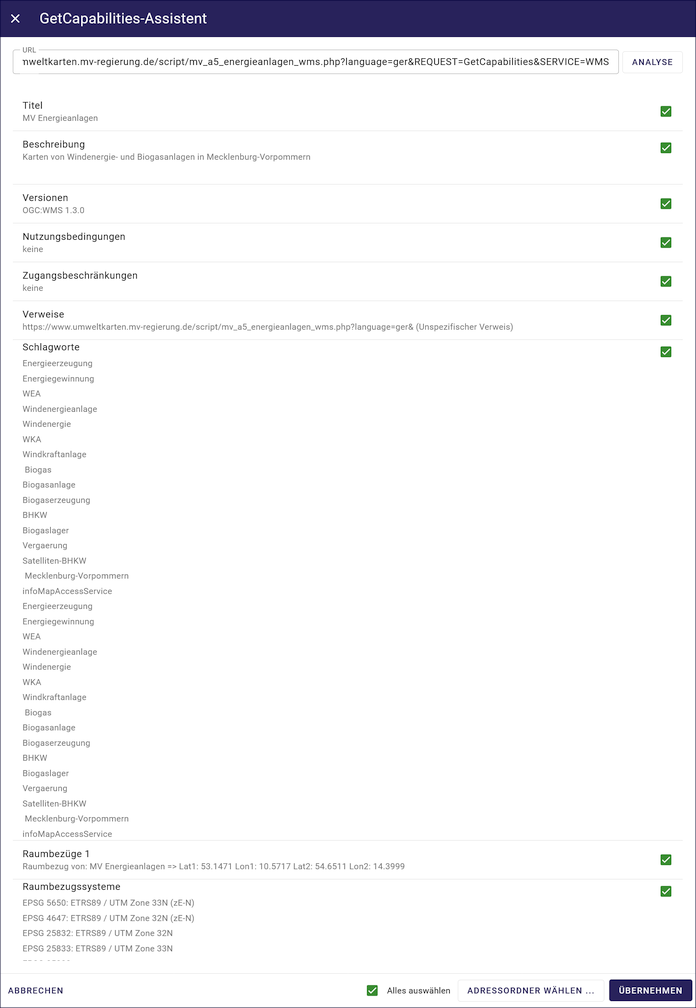 GetCapabilities-Assistent
URL
mweltkarten.mv-regierung.de/script/mv_a5_energieanlagen_wms.php?language=ger&REQUEST=GetCapabilities&SERVICE=WMS
ANALYSE
Titel
MV Energieanlagen
Beschreibung
Karten von Windenergie- und Biogasanlagen in Mecklenburg-Vorpommern
Versionen
OGC:WMS 1.3.0
Nutzungsbedingungen
keine
Zugangsbeschränkungen
keine
Verweise
https://www.umweltkarten.mv-regierung.de/script/mv_a5_energieanlagen_wms.php?language=ger& (Unspezifischer Verweis)
Schlagworte
Energieerzeugung
Energiegewinnung
WEA
Windenergieanlage
Windenergie
WKA
Windkraftanlage
Biogas
Biogasanlage
Biogaserzeugung
BHKW
Biogaslager
Vergaerung
Satelliten-BHKW
Mecklenburg-Vorpommern
infoMapAccessService
Energieerzeugung
Energiegewinnung
WEA
Windenergieanlage
Windenergie
WKA
Windkraftanlage
Biogas
Biogasanlage
Biogaserzeugung
BHKW
Biogaslager
Vergaerung
Satelliten-BHKW
Mecklenburg-Vorpommern
infoMapAccessService
Raumbezüge 1
Raumbezug von: MV Energieanlagen => Lat1: 53.1471 Lon1: 10.5717 Lat2: 54.6511 Lon2: 14.3999
Raumbezugssysteme
EPSG 5650: ETRS89 / UTM Zone 33N (zE-N)
EPSG 4647: ETRS89 / UTM Zone 32N (zE-N)
EPSG 25832: ETRS89 / UTM Zone 32N
EPSG 25833: ETRS89 / UTM Zone 33N
ABBRECHEN
Alles auswählen
ADRESSORDNER WÄHLEN ...
ÜBERNEHMEN